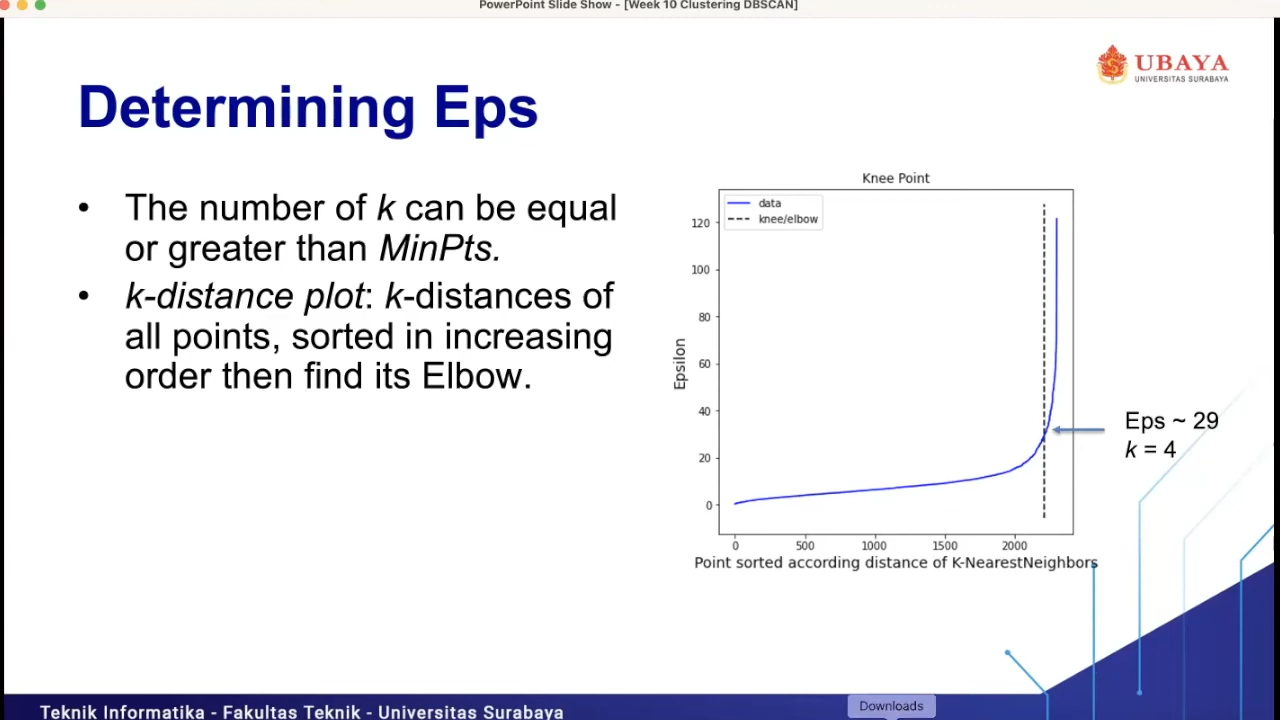 PowerPoint Slide Show - [Week 10 Clustering DBSCAN]
UBAYA
UNIVERSITAS SURABAYA
Determining Eps
• The number of k can be equal
or greater than MinPts.
• k-distance plot: k-distances of
all points, sorted in increasing
order then find its Elbow.
Knee Point
data
knee/elbow
120
100
80
60
40
20
0
Epsilon
0 500 1000 1500 2000
Point sorted according distance of K-NearestNeighbors
Eps ~ 29
k = 4
Teknik Informatika - Fakultas Teknik - Universitas Surabaya
Downloads